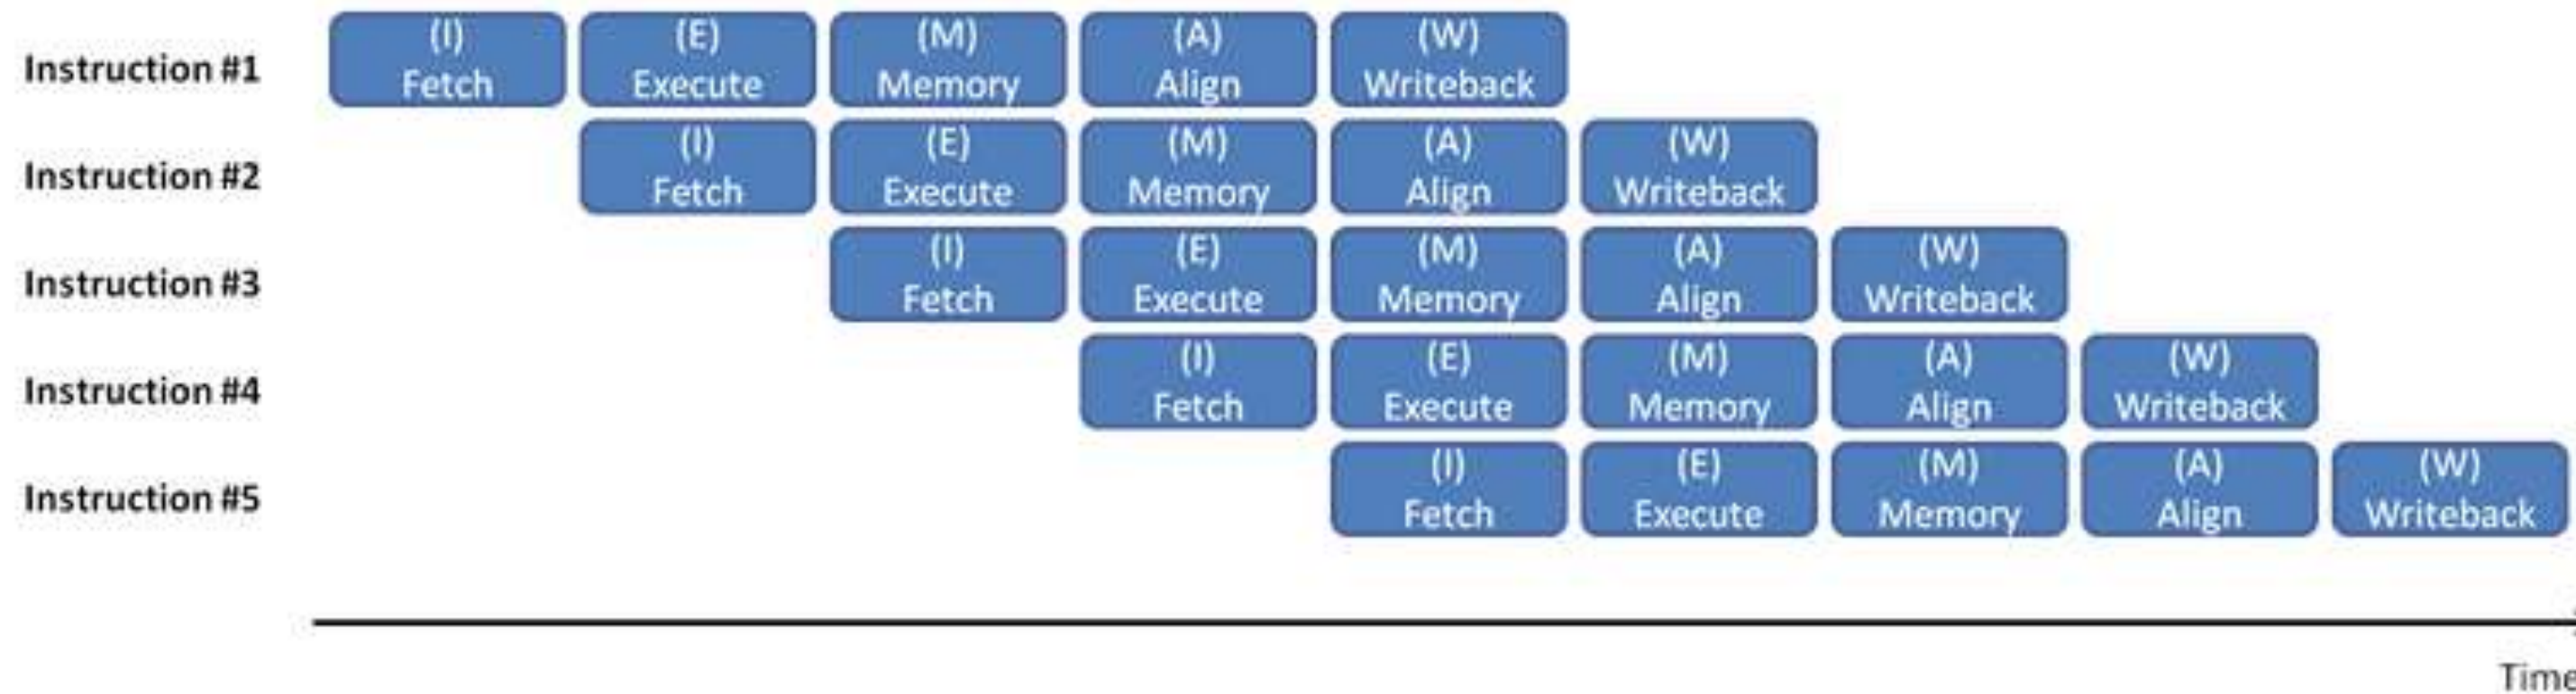 Instruction #1
(I)
Fetch
(E)
Execute
(M)
Memory
(A)
Align
(W)
Writeback
Instruction #2
(I)
Fetch
(E)
Execute
(M)
Memory
(A)
Align
(W)
Writeback
Instruction #3
(I)
Fetch
(E)
Execute
(M)
Memory
(A)
Align
(W)
Writeback
Instruction #4
(I)
Fetch
(E)
Execute
(M)
Memory
(A)
Align
(W)
Writeback
Instruction #5
(I)
Fetch
(E)
Execute
(M)
Memory
(A)
Align
(W)
Writeback
Time